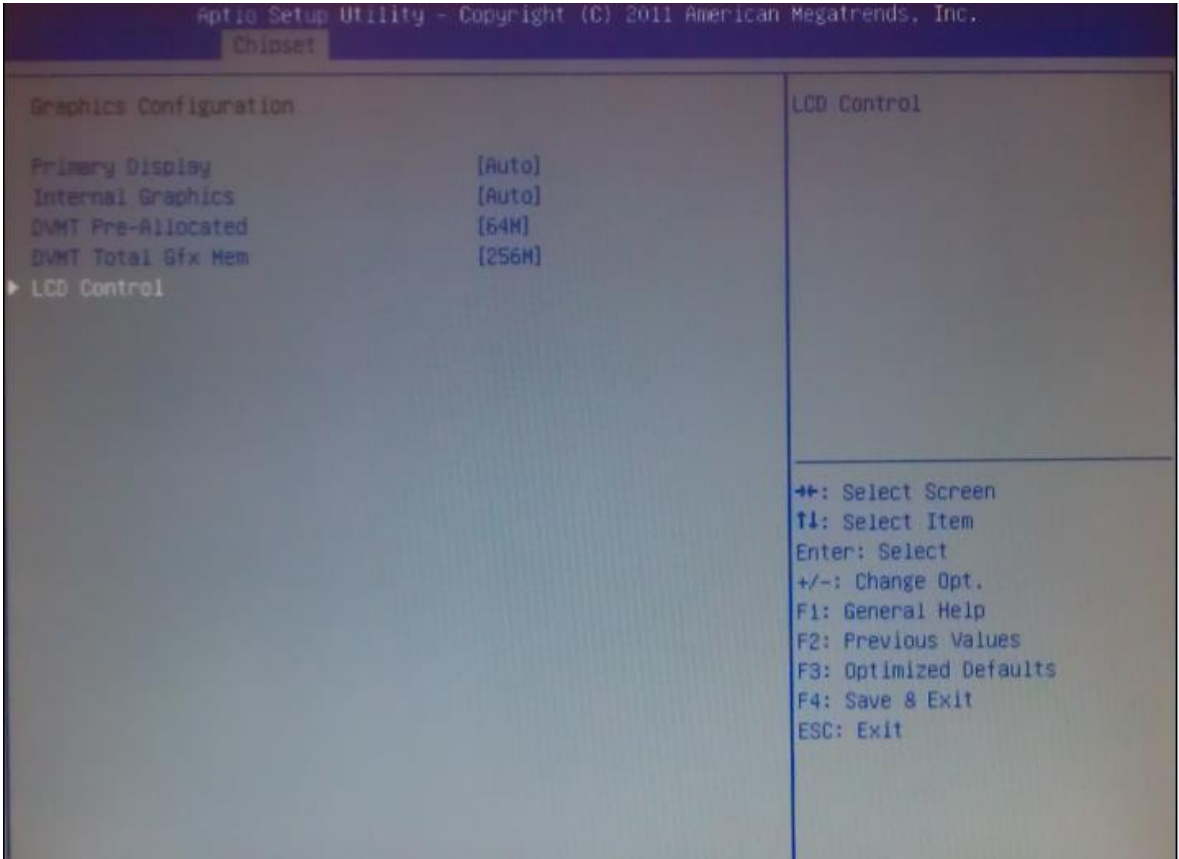 Aptio Setup Utility - Copyright (C) 2011 American Megatrends, Inc.
Chipset
Graphics Configuration
Primary Display [Auto]
Internal Graphics [Auto]
DVMT Pre-Allocated [64M]
DVMT Total Gfx Mem [256M]
► LCD Control
LCD Control
→←: Select Screen
↑↓: Select Item
Enter: Select
+/-: Change Opt.
F1: General Help
F2: Previous Values
F3: Optimized Defaults
F4: Save & Exit
ESC: Exit